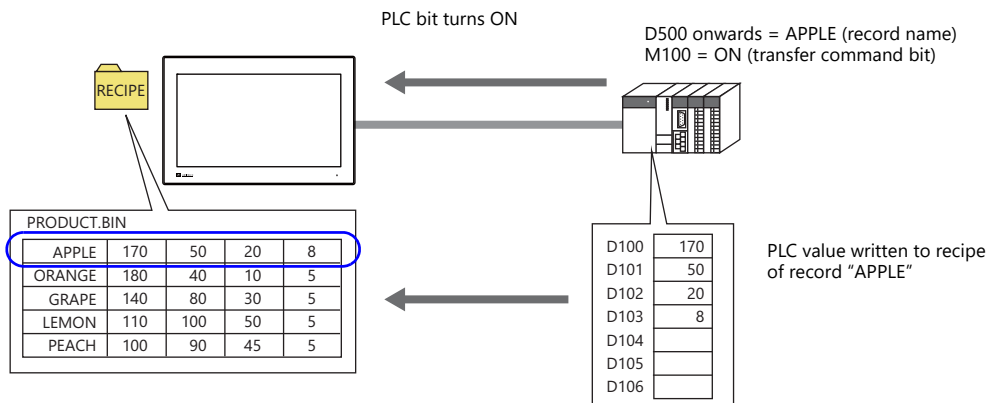 PLC bit turns ON
D500 onwards = APPLE (record name)
M100 = ON (transfer command bit)
RECIPE
PRODUCT.BIN
APPLE 170 50 20 8
ORANGE 180 40 10 5
GRAPE 140 80 30 5
LEMON 110 100 50 5
PEACH 100 90 45 5
D100 170
D101 50
D102 20
D103 8
D104
D105
D106
PLC value written to recipe
of record “APPLE”